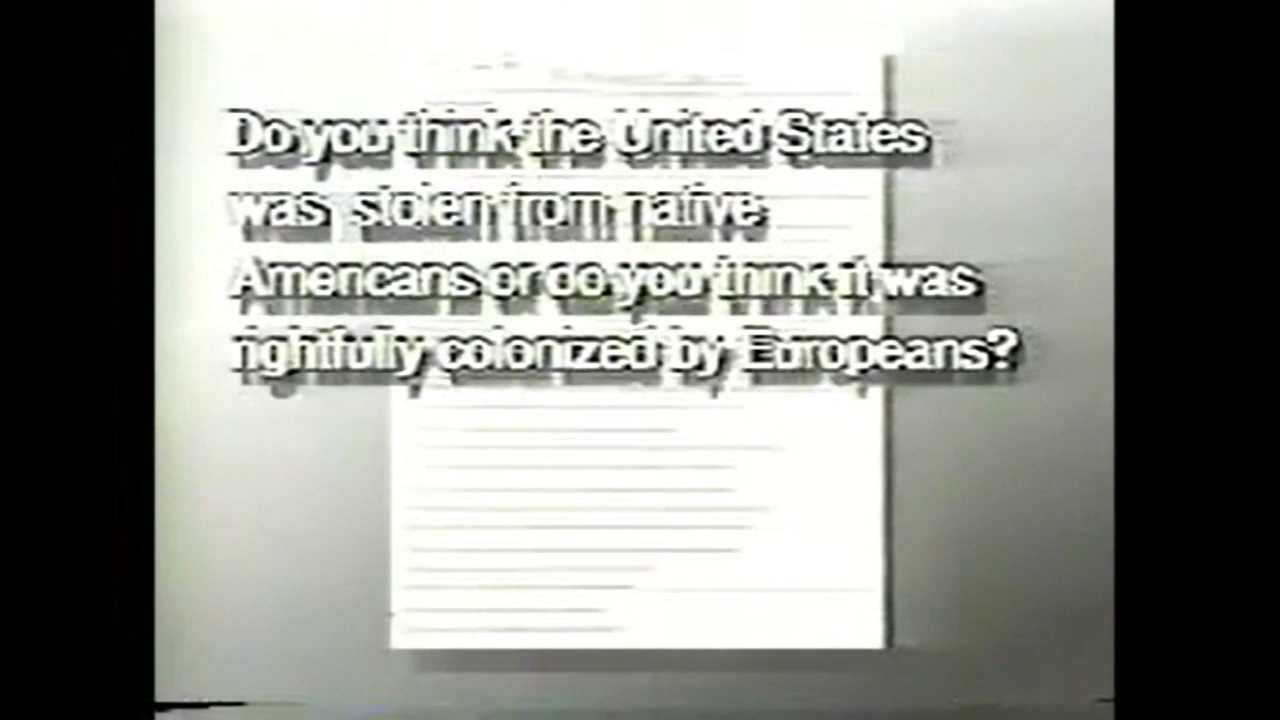 Do you think the United States
was stolen from native
Americans or do you think it was
rightfully colonized by Europeans?